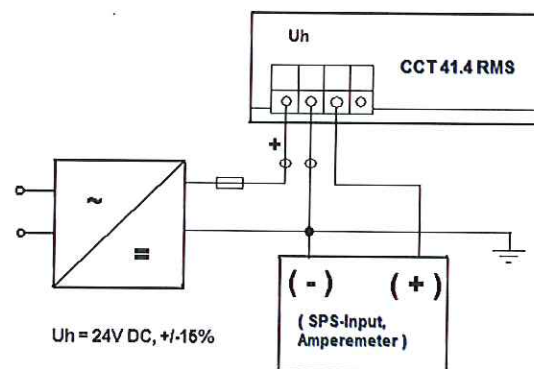 Uh
CCT 41.4 RMS
+
~
=
(-) (+)
( SPS-Input,
Amperemeter )
Uh = 24V DC, +/-15%